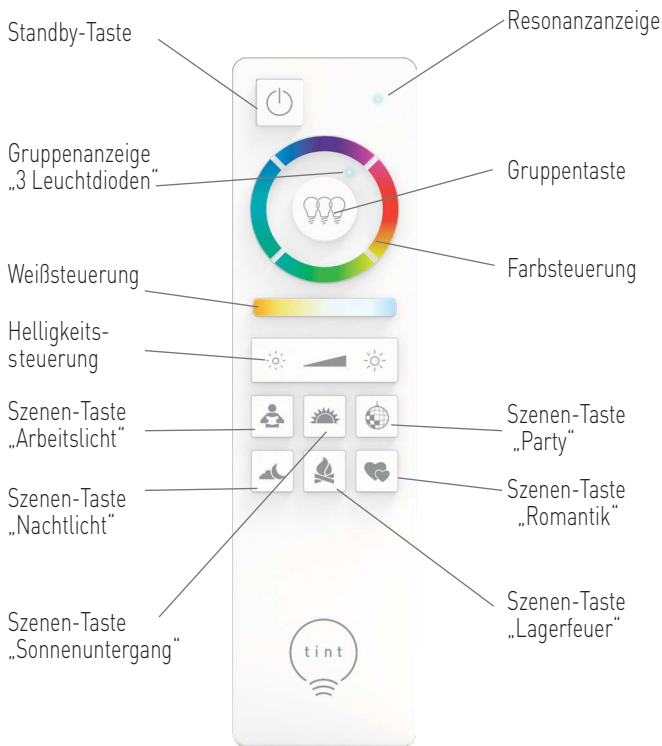 Standby-Taste
Resonanzanzeige
Gruppenanzeige
„3 Leuchtdioden“
Gruppentaste
Weißsteuerung
Farbsteuerung
Helligkeits-
steuerung
Szenen-Taste
„Arbeitslicht“
Szenen-Taste
„Party“
Szenen-Taste
„Nachtlicht“
Szenen-Taste
„Romantik“
Szenen-Taste
„Sonnenuntergang“
Szenen-Taste
„Lagerfeuer“
tint